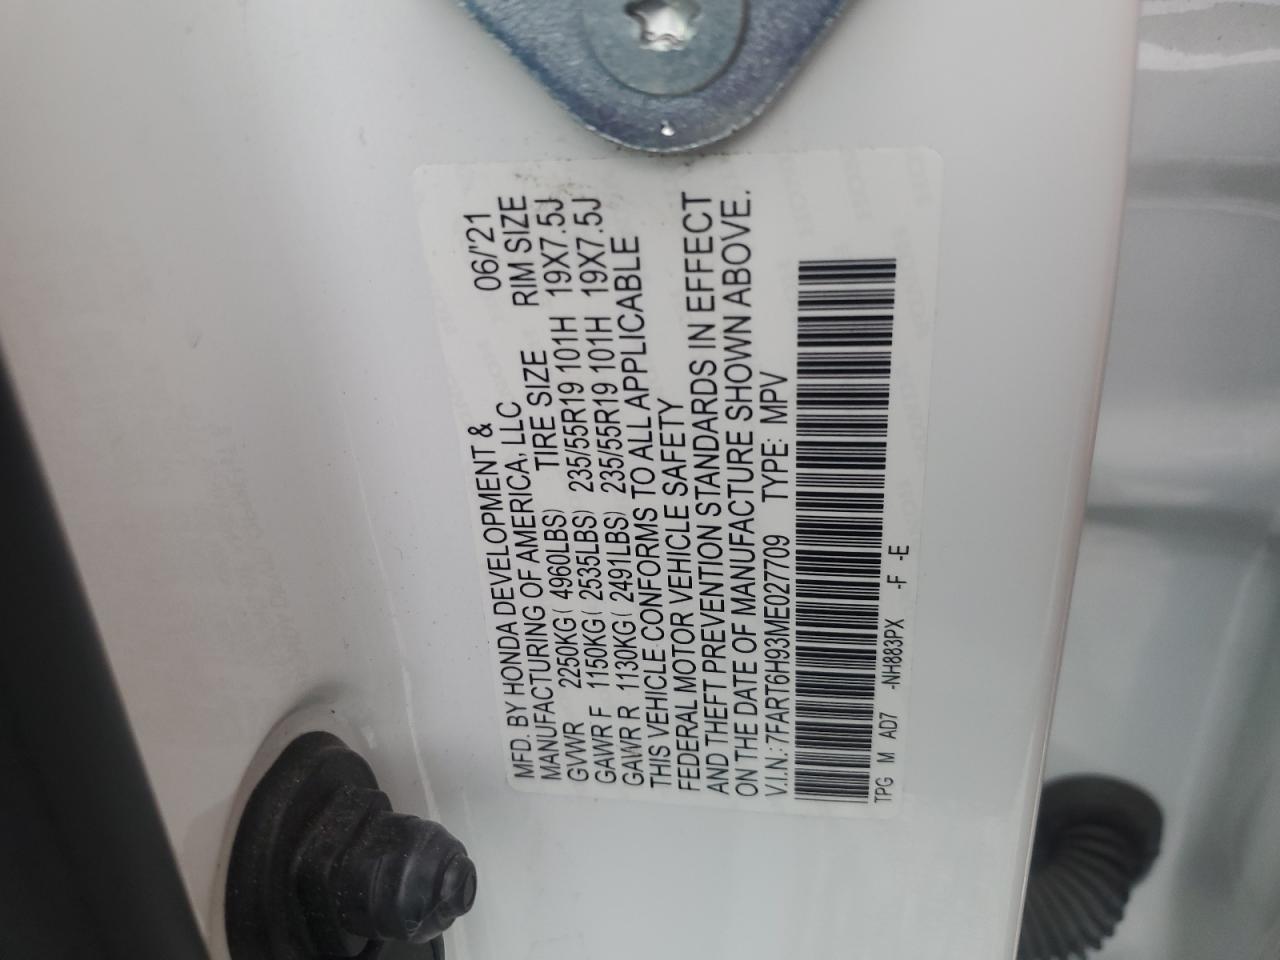 MFD. BY HONDA DEVELOPMENT &
MANUFACTURING OF AMERICA, LLC 06/'21
TIRE SIZE RIM SIZE
GVWR 2250KG( 4960LBS) 235/55R19 101H 19X7.5J
GAWR F 1150KG( 2535LBS) 235/55R19 101H 19X7.5J
GAWR R 1130KG( 2491LBS)
THIS VEHICLE CONFORMS TO ALL APPLICABLE
FEDERAL MOTOR VEHICLE SAFETY
AND THEFT PREVENTION STANDARDS IN EFFECT
ON THE DATE OF MANUFACTURE SHOWN ABOVE.
V.I.N.: 7FART6H93ME027709 TYPE: MPV
TPG M AD7 -NH883PX -F -E